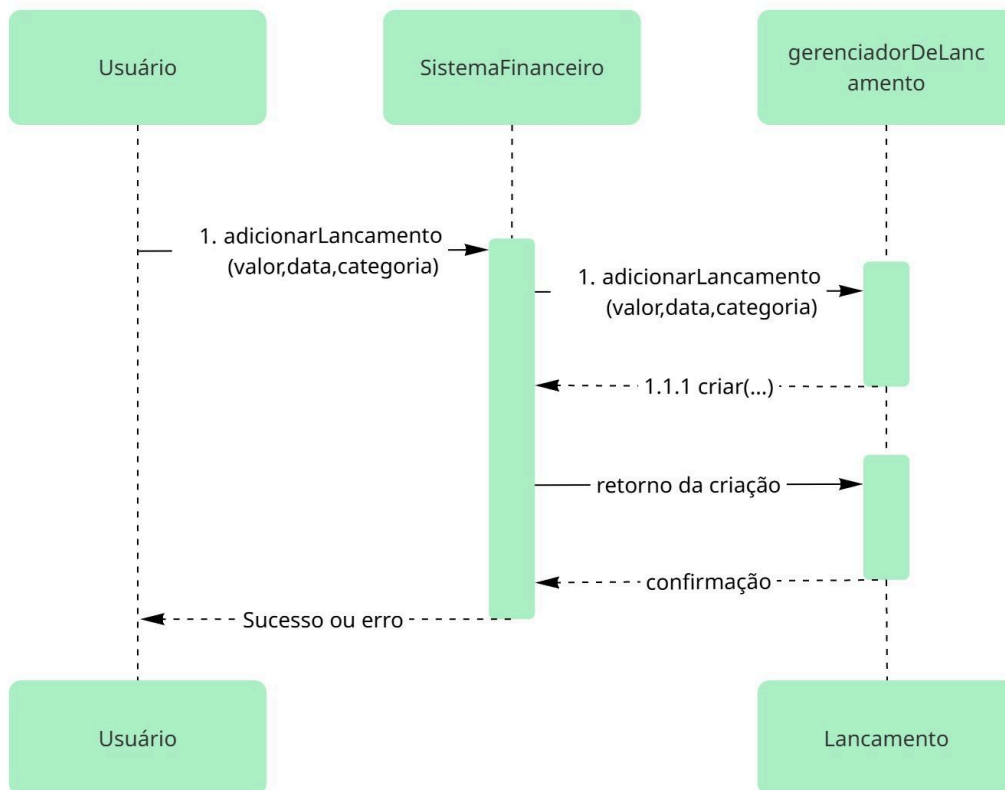 Usuário
SistemaFinanceiro
gerenciadorDeLanc
amento
1. adicionarLancamento
(valor,data,categoria)
1. adicionarLancamento
(valor,data,categoria)
1.1.1 criar(...)
retorno da criação
confirmação
Sucesso ou erro
Usuário
Lancamento